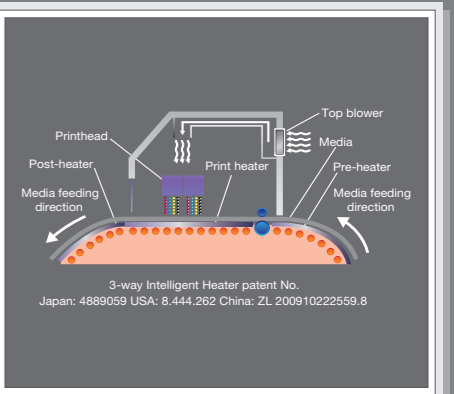 Top blower
Printhead
Media
Post-heater
Print heater
Pre-heater
Media feeding
direction
Media feeding
direction
3-way Intelligent Heater patent No.
Japan: 4889059 USA: 8.444.262 China: ZL 200910222559.8